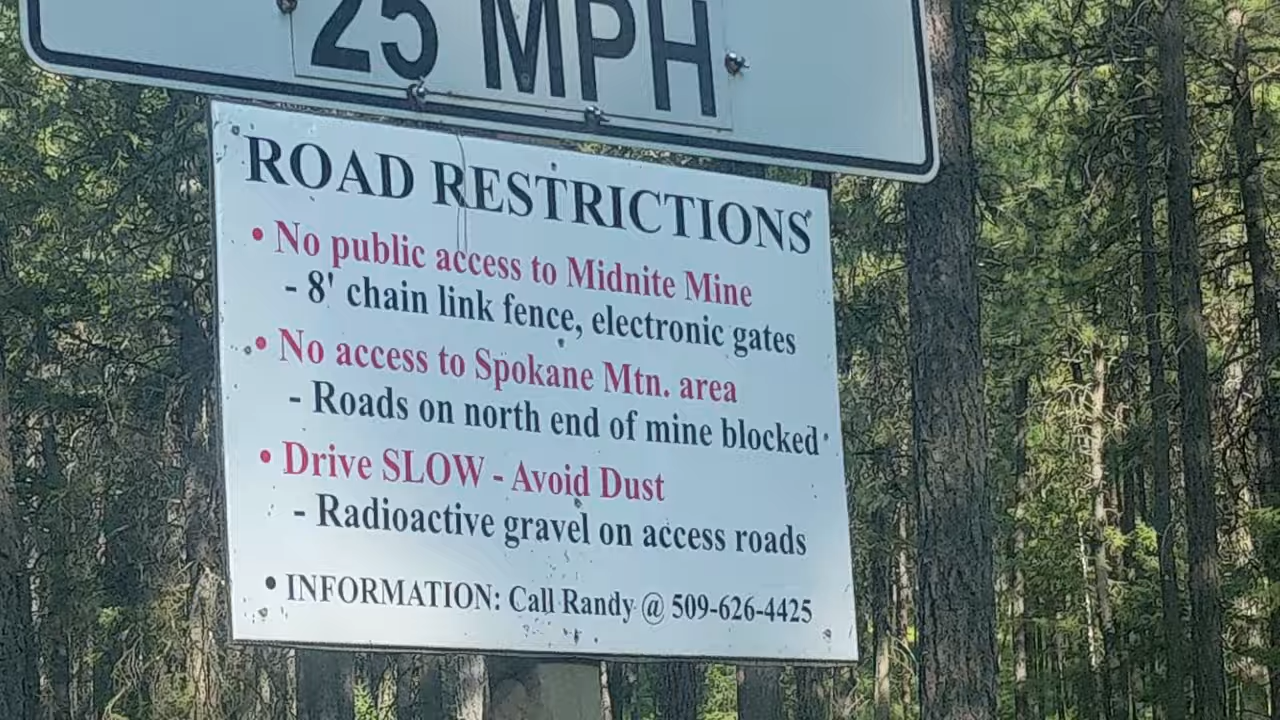 25 MPH
ROAD RESTRICTIONS
• No public access to Midnite Mine
- 8' chain link fence, electronic gates
• No access to Spokane Mtn. area
- Roads on north end of mine blocked
• Drive SLOW - Avoid Dust
- Radioactive gravel on access roads
• INFORMATION: Call Randy @ 509-626-4425